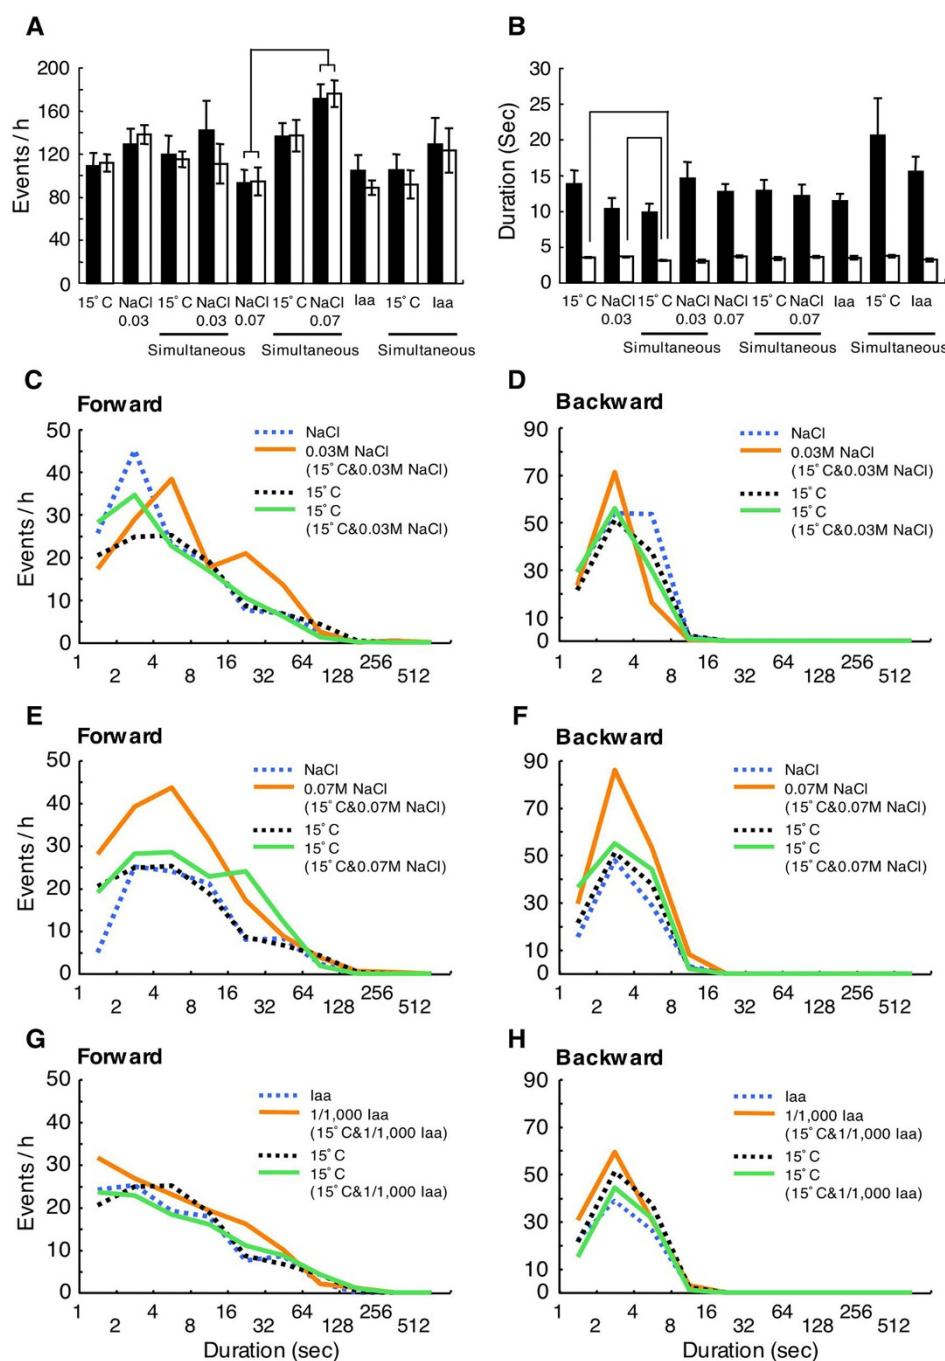 A
Events / h
200
160
120
80
40
0
15°C NaCl 15°C NaCl NaCl 15°C NaCl Iaa 15°C Iaa
0.03 0.03 0.07 0.07
Simultaneous Simultaneous Simultaneous
B
Duration (Sec)
30
25
20
15
10
5
0
15°C NaCl 15°C NaCl NaCl 15°C NaCl Iaa 15°C Iaa
0.03 0.03 0.07 0.07
Simultaneous Simultaneous Simultaneous
C
Forward
Events / h
50
40
30
20
10
0
NaCl
0.03M NaCl
(15°C&0.03M NaCl)
15°C
15°C
(15°C&0.03M NaCl)
1 4 16 64 256
2 8 32 128 512
D
Backward
90
70
50
30
10
0
NaCl
0.03M NaCl
(15°C&0.03M NaCl)
15°C
15°C
(15°C&0.03M NaCl)
1 4 16 64 256
2 8 32 128 512
E
Forward
Events / h
50
40
30
20
10
0
NaCl
0.07M NaCl
(15°C&0.07M NaCl)
15°C
15°C
(15°C&0.07M NaCl)
1 4 16 64 256
2 8 32 128 512
F
Backward
90
70
50
30
10
0
NaCl
0.07M NaCl
(15°C&0.07M NaCl)
15°C
15°C
(15°C&0.07M NaCl)
1 4 16 64 256
2 8 32 128 512
G
Forward
Events / h
50
40
30
20
10
0
Iaa
1/1,000 Iaa
(15°C&1/1,000 Iaa)
15°C
15°C
(15°C&1/1,000 Iaa)
1 4 16 64 256
2 8 32 128 512
Duration (sec)
H
Backward
90
70
50
30
10
0
Iaa
1/1,000 Iaa
(15°C&1/1,000 Iaa)
15°C
15°C
(15°C&1/1,000 Iaa)
1 4 16 64 256
2 8 32 128 512
Duration (sec)